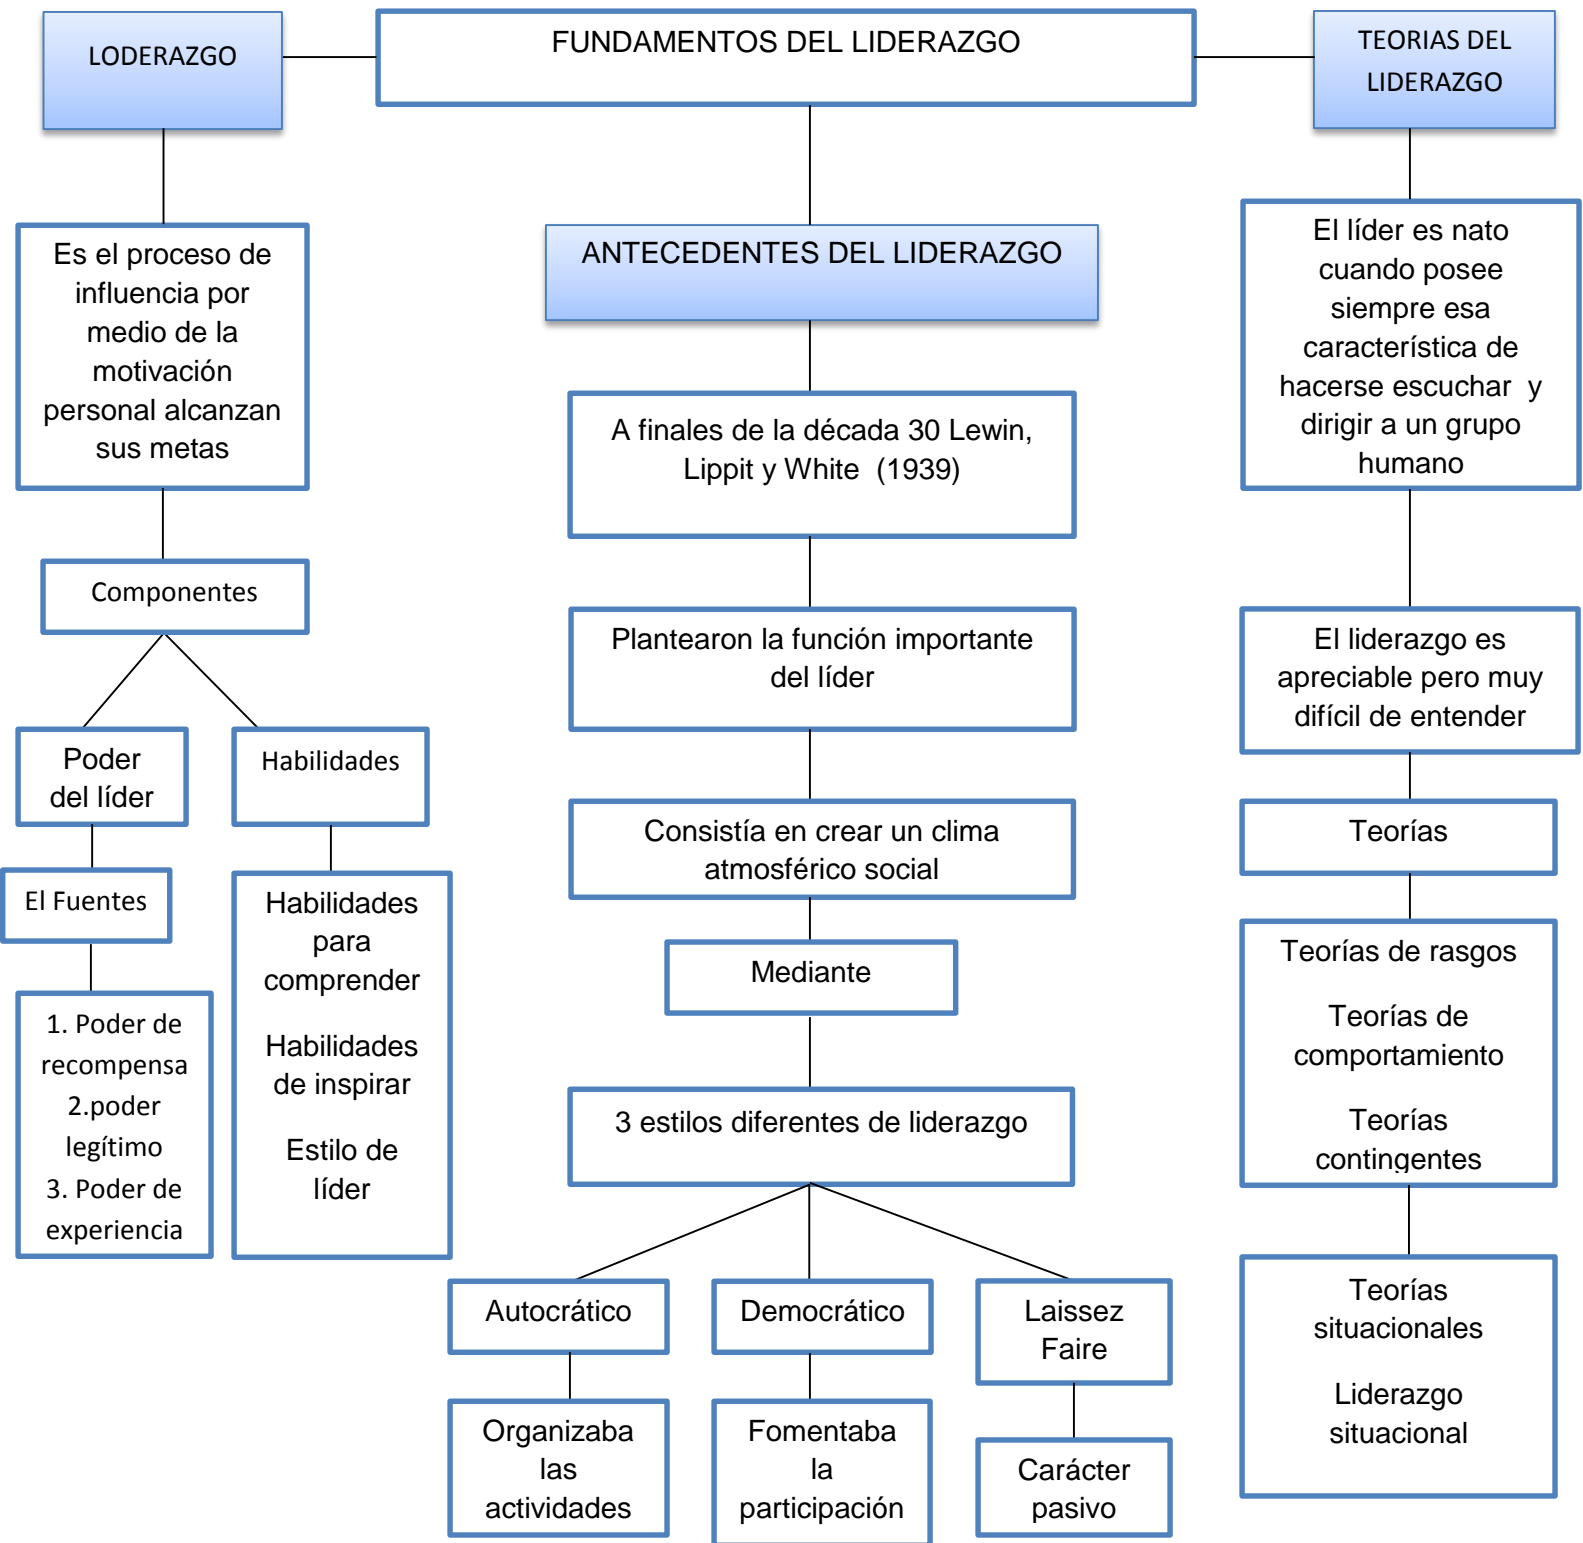 FUNDAMENTOS DEL LIDERAZGO
LODERAZGO
Es el proceso de
influencia por
medio de la
motivación
personal alcanzan
sus metas
Componentes
Poder
del líder
El Fuentes
1. Poder de
recompensa
2.poder
legítimo
3. Poder de
experiencia
Habilidades
Habilidades
para
comprender
Habilidades
de inspirar
Estilo de
líder
ANTECEDENTES DEL LIDERAZGO
A finales de la década 30 Lewin,
Lippit y White (1939)
Plantearon la función importante
del líder
Consistía en crear un clima
atmosférico social
Mediante
3 estilos diferentes de liderazgo
Autocrático
Organizaba
las
actividades
Democrático
Fomentaba
la
participación
Laissez
Faire
Carácter
pasivo
TEORIAS DEL
LIDERAZGO
El líder es nato
cuando posee
siempre esa
característica de
hacerse escuchar y
dirigir a un grupo
humano
El liderazgo es
apreciable pero muy
difícil de entender
Teorías
Teorías de rasgos
Teorías de
comportamiento
Teorías
contingentes
Teorías
situacionales
Liderazgo
situacional